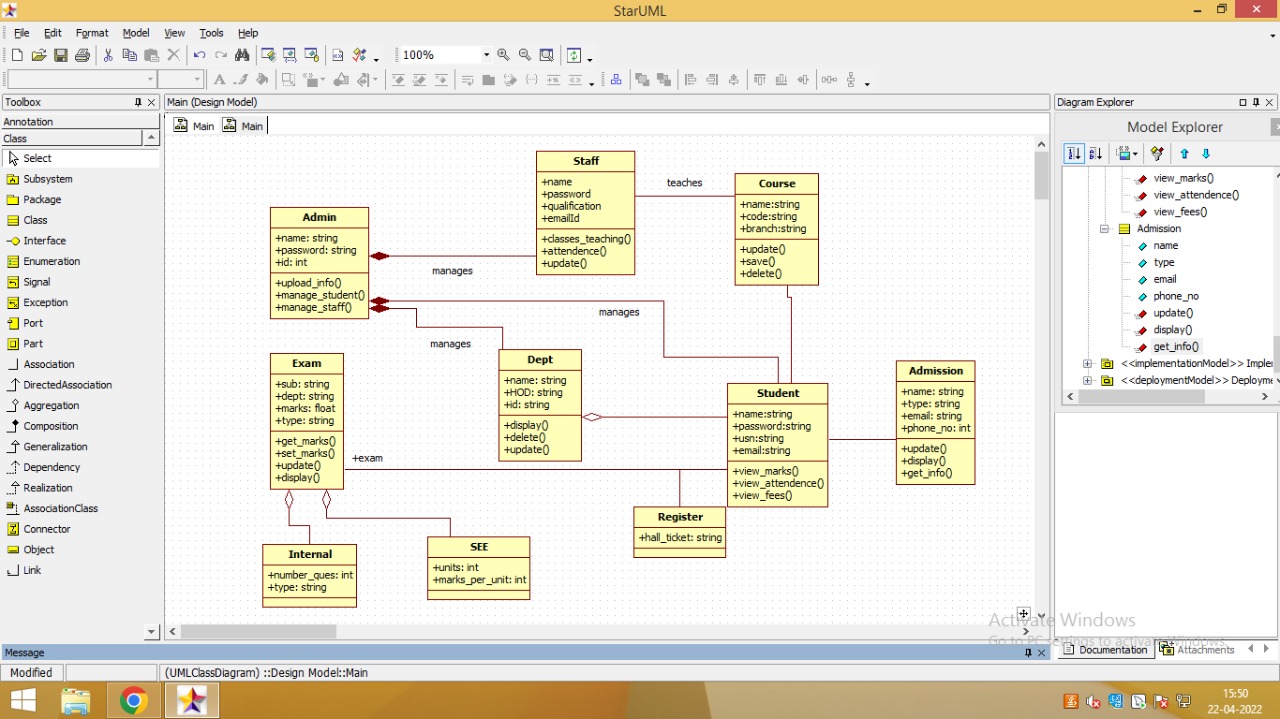 StarUML
File Edit Format Model View Tools Help
100%
Toolbox
Annotation
Class
Select
Subsystem
Package
Class
Interface
Enumeration
Signal
Exception
Port
Part
Association
DirectedAssociation
Aggregation
Composition
Generalization
Dependency
Realization
AssociationClass
Connector
Object
Link
Main (Design Model)
Main Main
Staff
+name
+password
+qualification
+emailId
+classes_teaching()
+attendence()
+update()
teaches
Course
+name:string
+code:string
+branch:string
+update()
+save()
+delete()
Admin
+name: string
+password: string
+id: int
+upload_info()
+manage_student()
+manage_staff()
manages
manages
manages
Exam
+sub: string
+dept: string
+marks: float
+type: string
+get_marks()
+set_marks()
+update()
+display()
+exam
Dept
+name: string
+HOD: string
+id: string
+display()
+delete()
+update()
Student
+name:string
+password:string
+usn:string
+email:string
+view_marks()
+view_attendence()
+view_fees()
Admission
+name: string
+type: string
+email: string
+phone_no: int
+update()
+display()
+get_info()
Register
+hall_ticket: string
Internal
+number_ques: int
+type: string
SEE
+units: int
+marks_per_unit: int
Diagram Explorer
Model Explorer
view_marks()
view_attendence()
view_fees()
Admission
name
type
email
phone_no
update()
display()
get_info()
<<implementationModel>> Implei
<<deploymentModel>> Deployme
Activate Windows
Go to PC settings to activate Windows.
Documentation Attachments
Message
Modified (UMLClassDiagram) ::Design Model::Main
15:50
22-04-2022